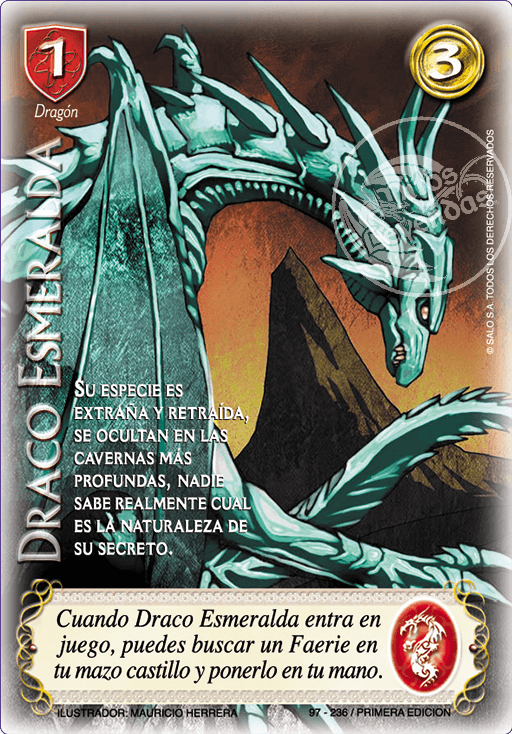 1
3
Dragón
DRACO ESMERALDA
SU ESPECIE ES
EXTRAÑA Y RETRAÍDA,
SE OCULTAN EN LAS
CAVERNAS MÁS
PROFUNDAS, NADIE
SABE REALMENTE CUAL
ES LA NATURALEZA DE
SU SECRETO.
Cuando Draco Esmeralda entra en
juego, puedes buscar un Faerie en
tu mazo castillo y ponerlo en tu mano.
ILUSTRADOR: MAURICIO HERRERA
97 - 236 / PRIMERA EDICION
© SALO S.A. TODOS LOS DERECHOS RESERVADOS